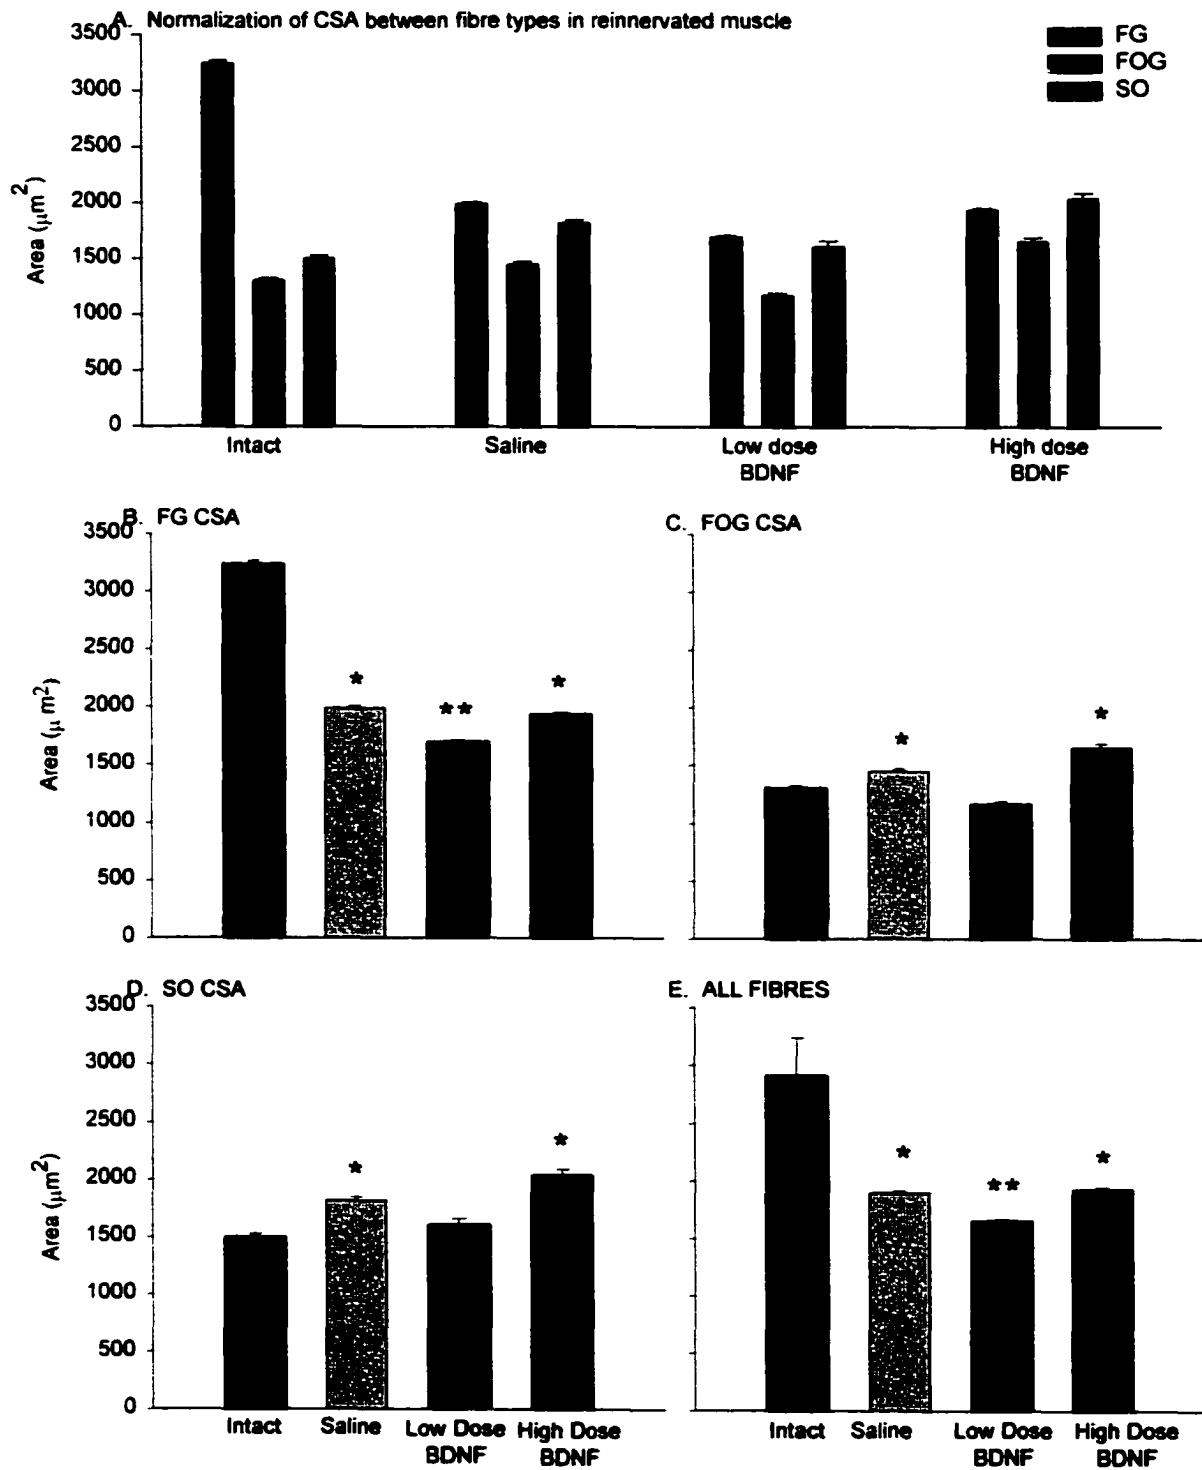 A. Normalization of CSA between fibre types in reinnervated muscle
FG
FOG
SO
3500
3000
2500
2000
1500
1000
500
0
Area (μm²)
Intact
Saline
Low dose
BDNF
High dose
BDNF
B. FG CSA
3500
3000
2500
2000
1500
1000
500
0
Area (μ m²)
*
**
*
C. FOG CSA
*
*
D. SO CSA
3500
3000
2500
2000
1500
1000
500
0
Area (μm²)
*
*
Intact
Saline
Low Dose
BDNF
High Dose
BDNF
E. ALL FIBRES
*
**
*
Intact
Saline
Low Dose
BDNF
High Dose
BDNF